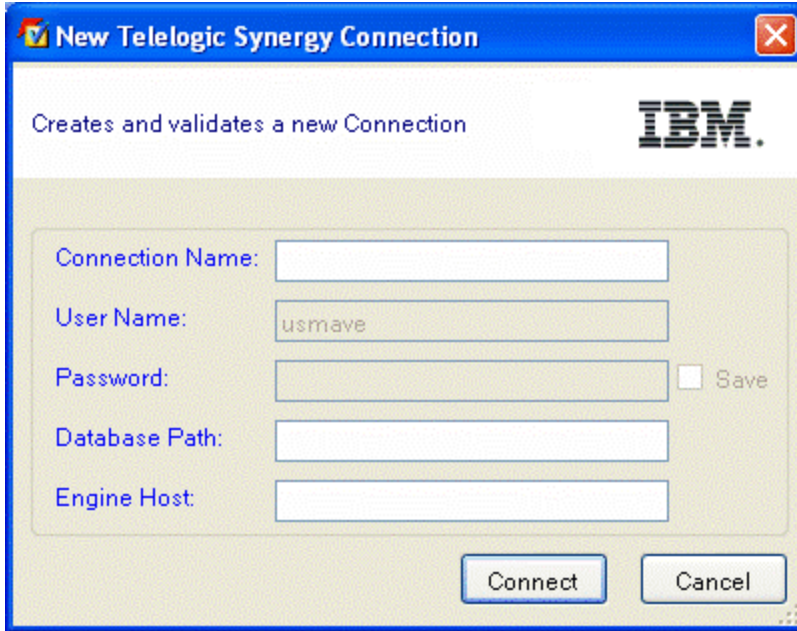 New Telelogic Synergy Connection
Creates and validates a new Connection
IBM.
Connection Name:
User Name: usmave
Password: Save
Database Path:
Engine Host:
Connect Cancel